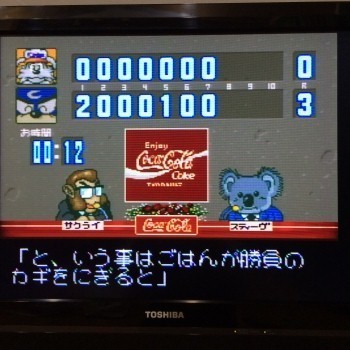 0000000 0
1 2 3 4 5 6 7 8 9 10 R
2000100 3
お時間
00:12
Enjoy
Coca-Cola
Coke
サクライ
Coca-Cola
スティーヴ
「と、いう事はごはんが勝負の
カギをにぎると」
TOSHIBA